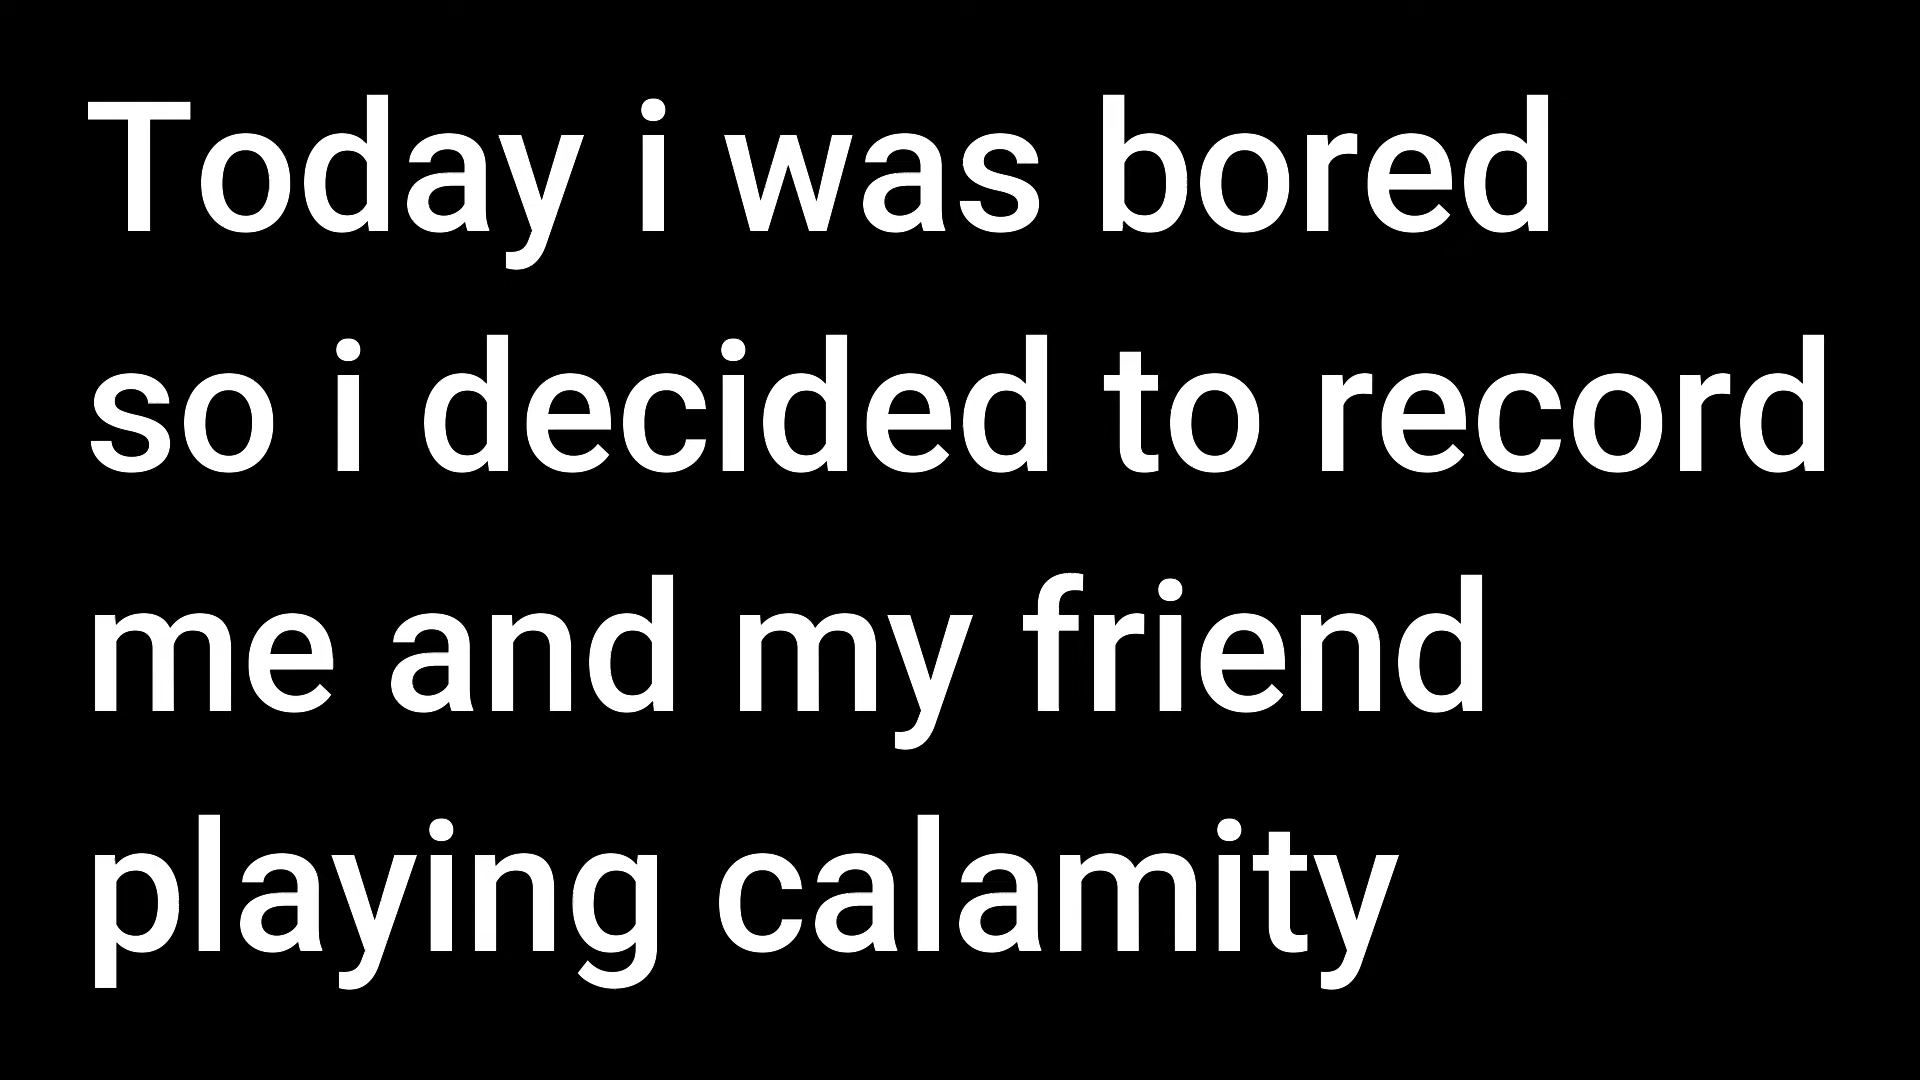 Today i was bored
so i decided to record
me and my friend
playing calamity